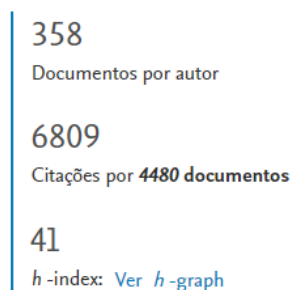 358
Documentos por autor
6809
Citações por 4480 documentos
41
h -index: Ver h -graph